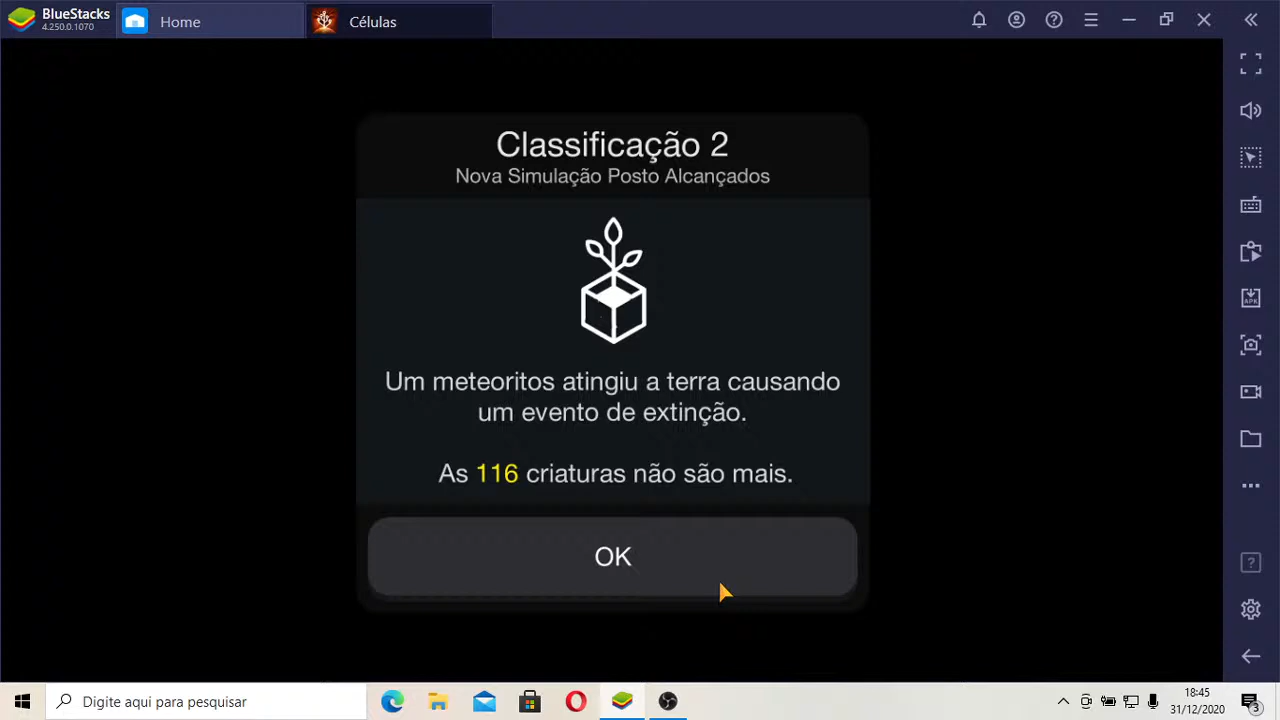 BlueStacks
4.250.0.1070
Home
Células
Classificação 2
Nova Simulação Posto Alcançados
Um meteoritos atingiu a terra causando
um evento de extinção.
As 116 criaturas não são mais.
OK
APK
Digite aqui para pesquisar
18:45
31/12/2020
3